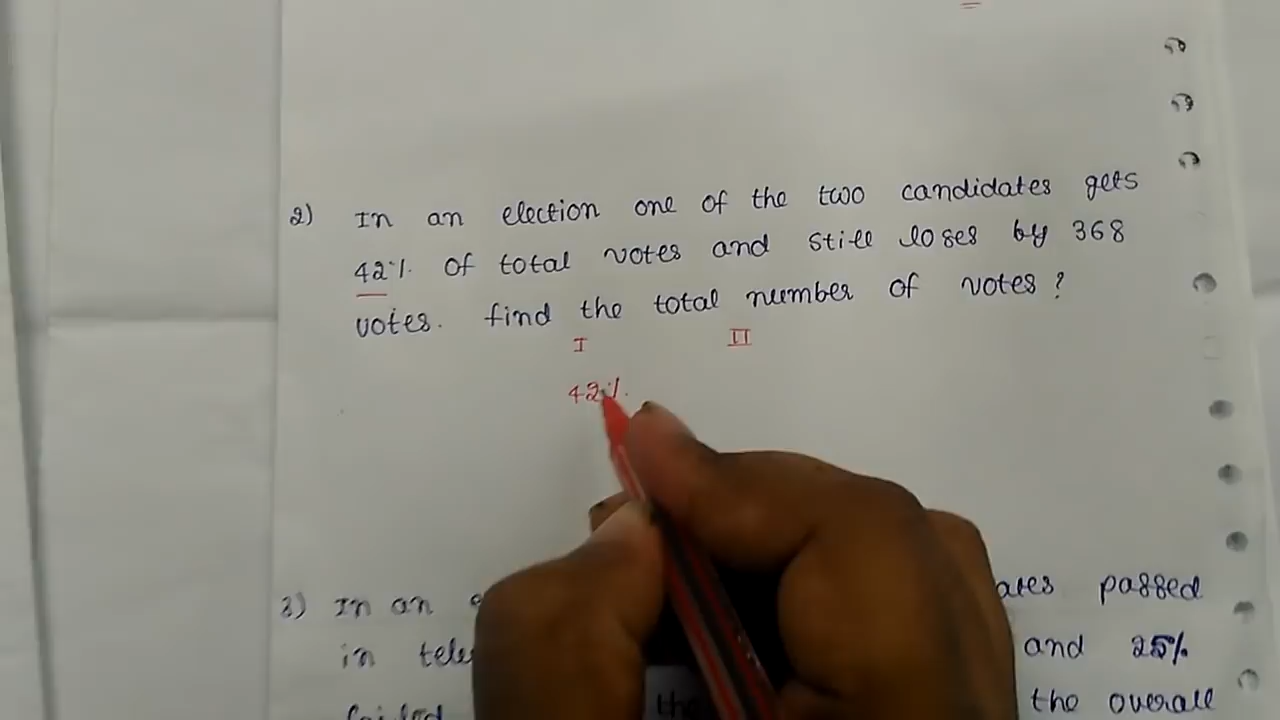 2) In an election one of the two candidates gets
42% of total votes and still loses by 368
votes. find the total number of votes?
I II
42%
3) In an ates passed
in and 25%
the the overall